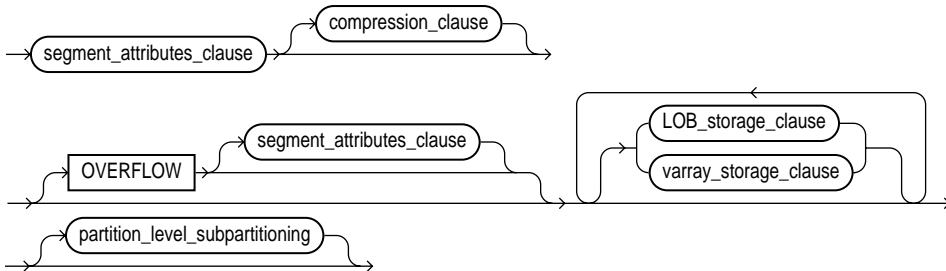 compression_clause
segment_attributes_clause
LOB_storage_clause
segment_attributes_clause
OVERFLOW
varray_storage_clause
partition_level_subpartitioning